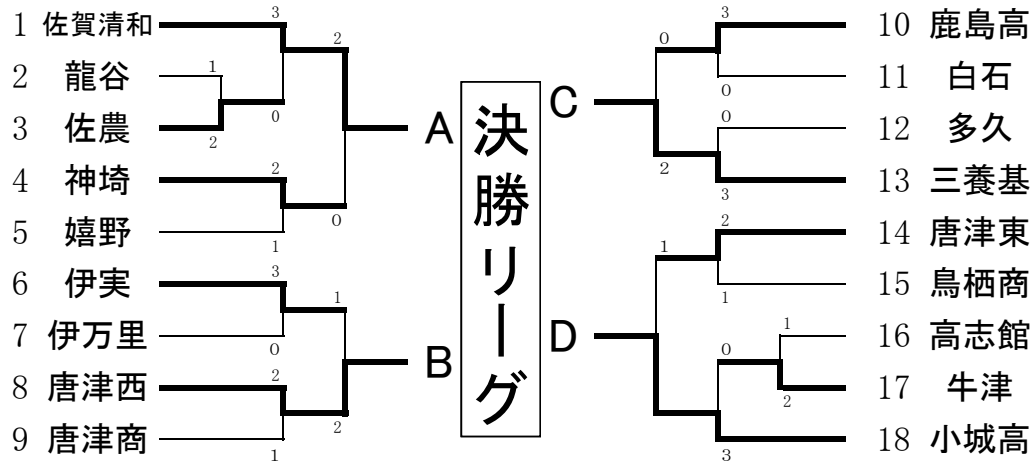 1 佐賀清和
2 龍谷
3 佐農
4 神埼
5 嬉野
6 伊実
7 伊万里
8 唐津西
9 唐津商
3
1
2
0
2
1
3
0
2
1
2
0
1
2
A
B
決勝リーグ
C
D
0
2
1
3
0
0
3
2
1
0
3
1
2
10 鹿島高
11 白石
12 多久
13 三養基
14 唐津東
15 鳥栖商
16 高志館
17 牛津
18 小城高